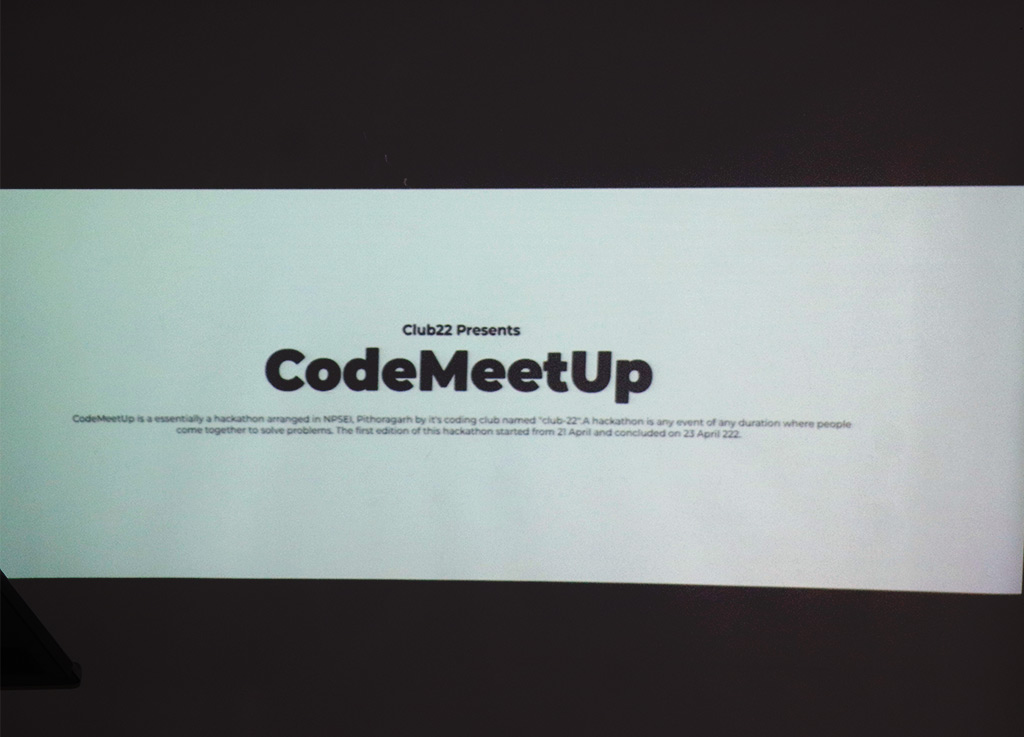 Club22 Presents
CodeMeetUp
CodeMeetUp is a essentially a hackathon arranged in NPSEI, Pithoragarh by it's coding club named "club-22".A hackathon is any event of any duration where people
come together to solve problems. The first edition of this hackathon started from 21 April and concluded on 23 April 222.